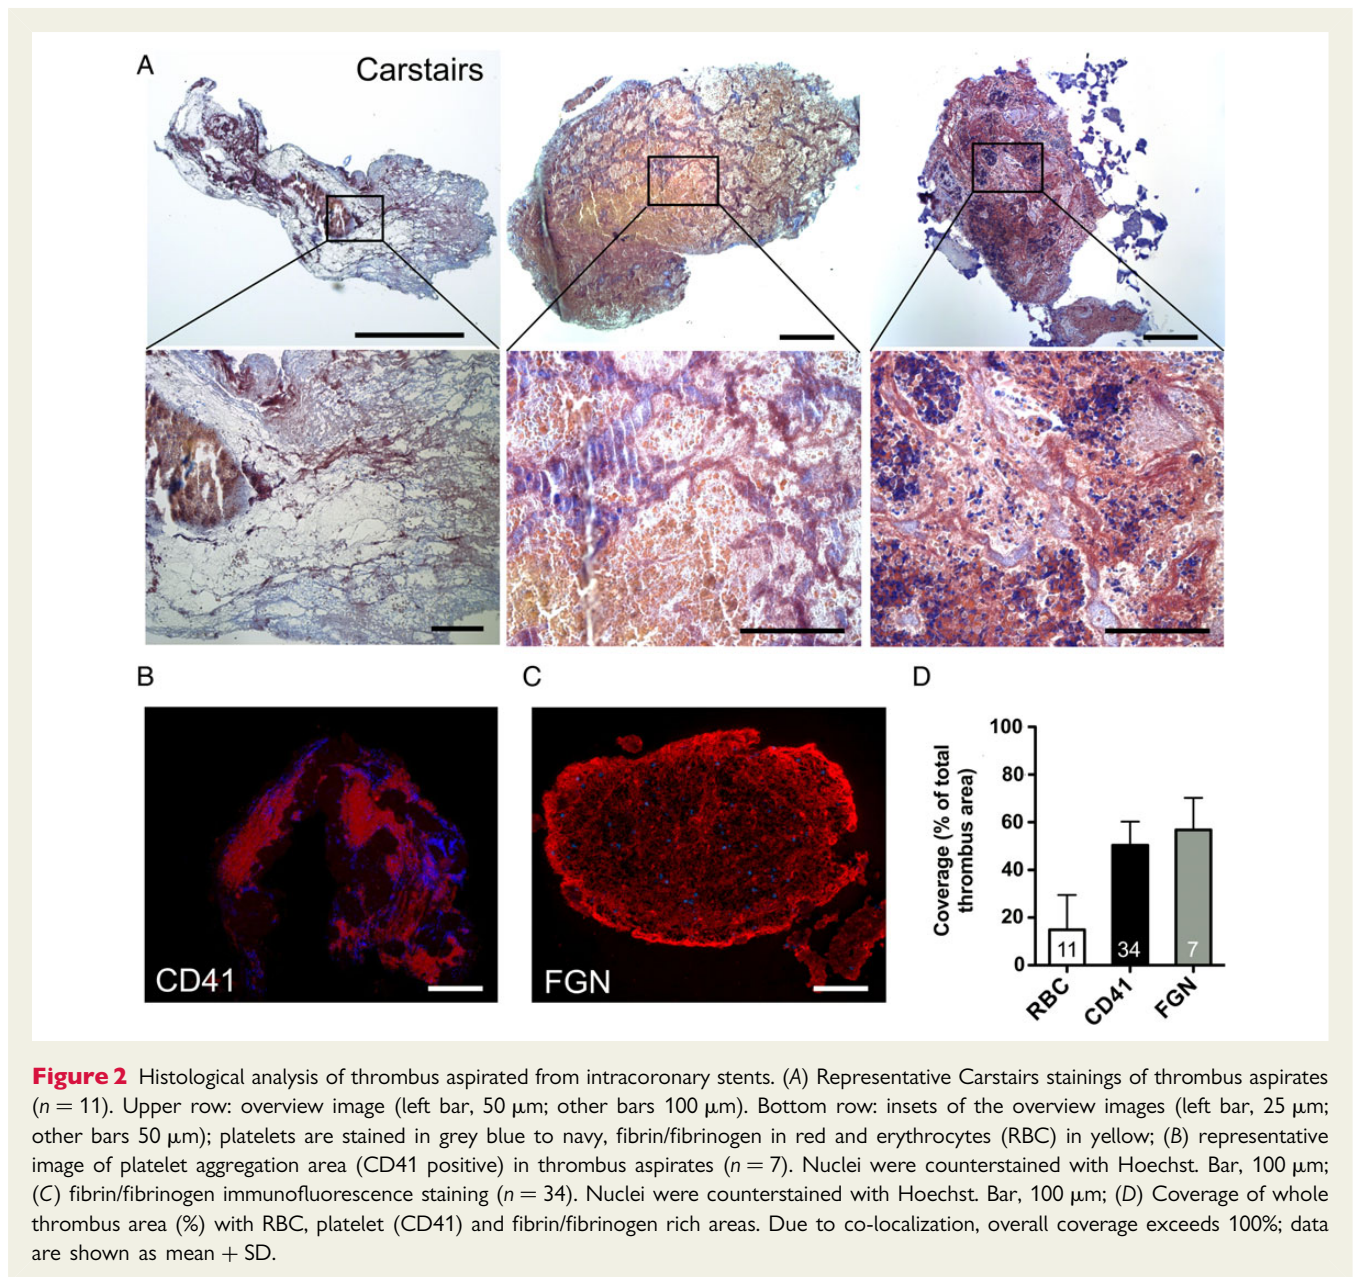 A
Carstairs
B
C
D
CD41
FGN
Coverage (% of total
thrombus area)
100
80
60
40
20
0
11
34
7
RBC
CD41
FGN
Figure 2 Histological analysis of thrombus aspirated from intracoronary stents. (A) Representative Carstairs stainings of thrombus aspirates
(n = 11). Upper row: overview image (left bar, 50 μm; other bars 100 μm). Bottom row: insets of the overview images (left bar, 25 μm;
other bars 50 μm); platelets are stained in grey blue to navy, fibrin/fibrinogen in red and erythrocytes (RBC) in yellow; (B) representative
image of platelet aggregation area (CD41 positive) in thrombus aspirates (n = 7). Nuclei were counterstained with Hoechst. Bar, 100 μm;
(C) fibrin/fibrinogen immunofluorescence staining (n = 34). Nuclei were counterstained with Hoechst. Bar, 100 μm; (D) Coverage of whole
thrombus area (%) with RBC, platelet (CD41) and fibrin/fibrinogen rich areas. Due to co-localization, overall coverage exceeds 100%; data
are shown as mean + SD.